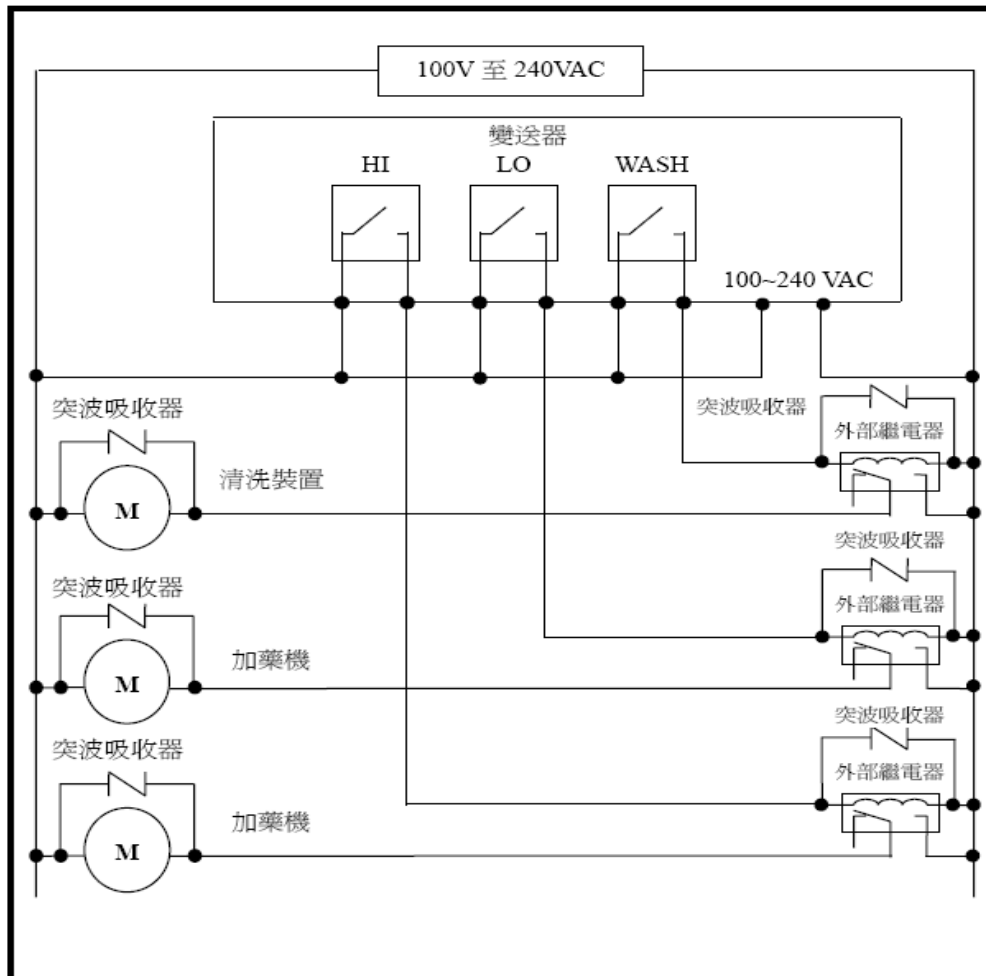 100V 至 240VAC
變送器
HI
LO
WASH
100~240 VAC
突波吸收器
突波吸收器
外部繼電器
清洗裝置
M
突波吸收器
突波吸收器
外部繼電器
加藥機
M
突波吸收器
突波吸收器
外部繼電器
加藥機
M